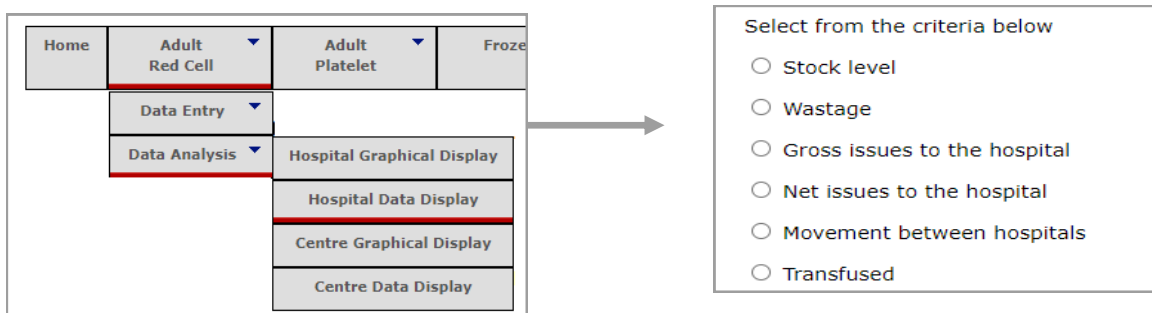 Home
Adult
Red Cell
Adult
Platelet
Froze
Data Entry
Data Analysis
Hospital Graphical Display
Hospital Data Display
Centre Graphical Display
Centre Data Display
Select from the criteria below
Stock level
Wastage
Gross issues to the hospital
Net issues to the hospital
Movement between hospitals
Transfused